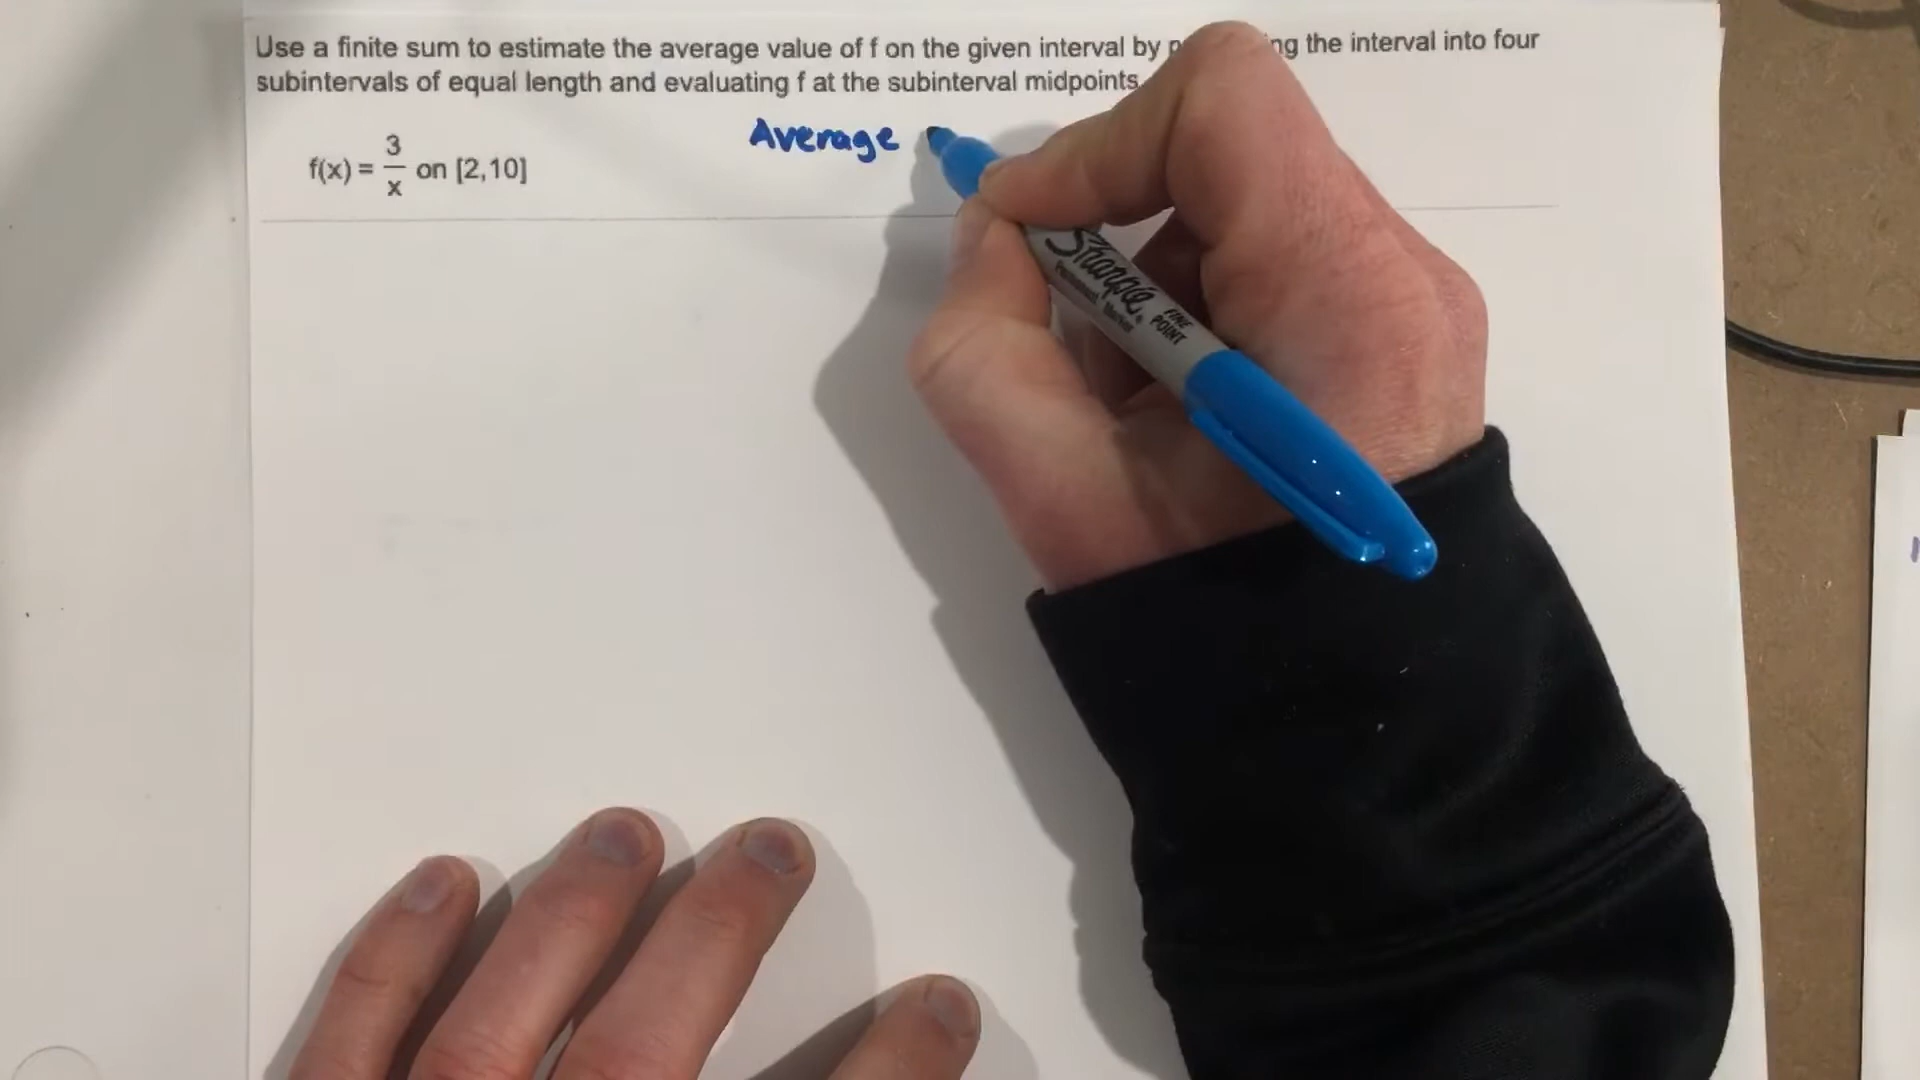 Use a finite sum to estimate the average value of f on the given interval by ng the interval into four
subintervals of equal length and evaluating f at the subinterval midpoints.
Average
f(x) = 3/x on [2,10]
Sharpie.
FINE
POINT